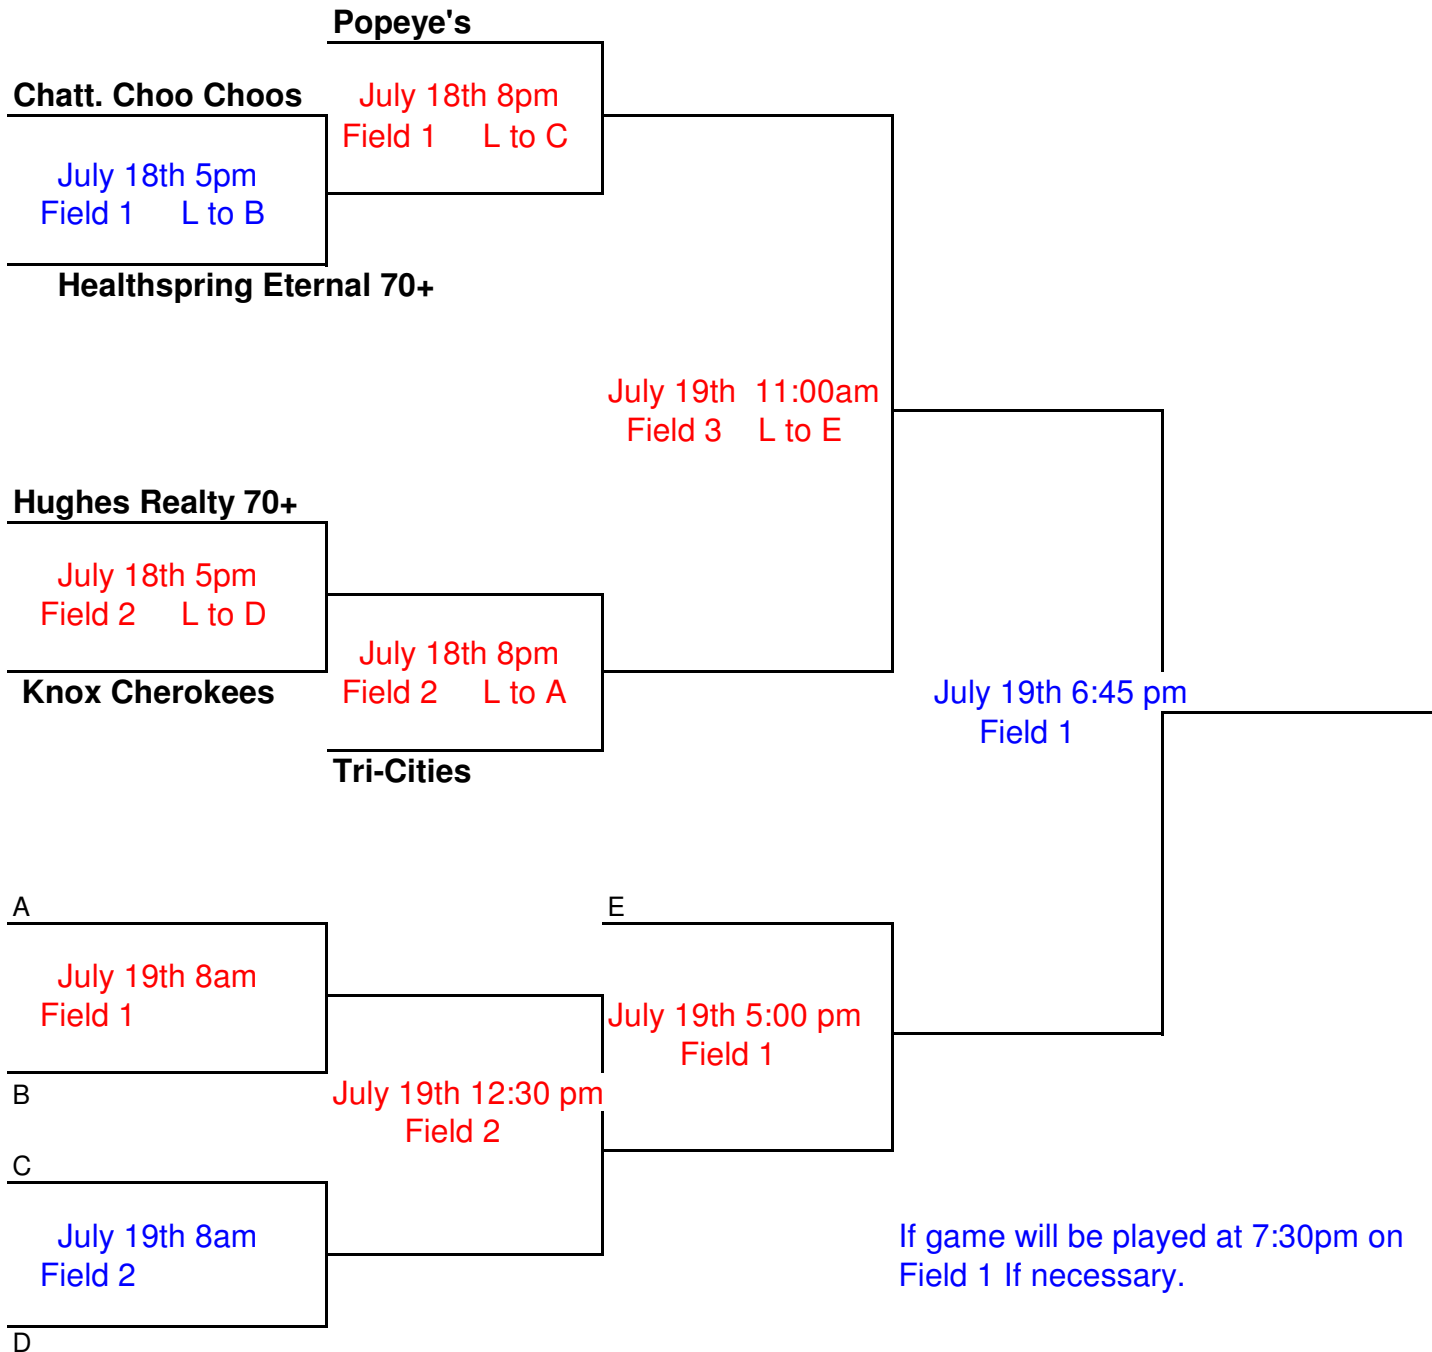 Popeye's
Chatt. Choo Choos
July 18th 8pm
Field 1 L to C
July 18th 5pm
Field 1 L to B
Healthspring Eternal 70+
July 19th 11:00am
Field 3 L to E
Hughes Realty 70+
July 18th 5pm
Field 2 L to D
July 18th 8pm
Knox Cherokees
Field 2 L to A
July 19th 6:45 pm
Field 1
Tri-Cities
A
E
July 19th 8am
Field 1
July 19th 5:00 pm
Field 1
B
July 19th 12:30 pm
Field 2
C
July 19th 8am
Field 2
If game will be played at 7:30pm on
Field 1 If necessary.
D